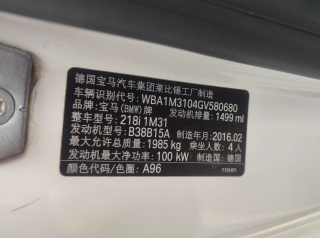 德国宝马汽车集团莱比锡工厂制造
车辆识别代号: WBA1M3104GV580680
品牌: 宝马(BMW)牌 发动机排量: 1499 ml
整车型号: 218i 1M31
发动机型号: B38B15A 制造年月: 2016.02
最大允许总质量: 1985 kg 乘坐人数: 4 人
发动机最大净功率: 100 kW 制造国: 德国
颜色代码/色圈: A96